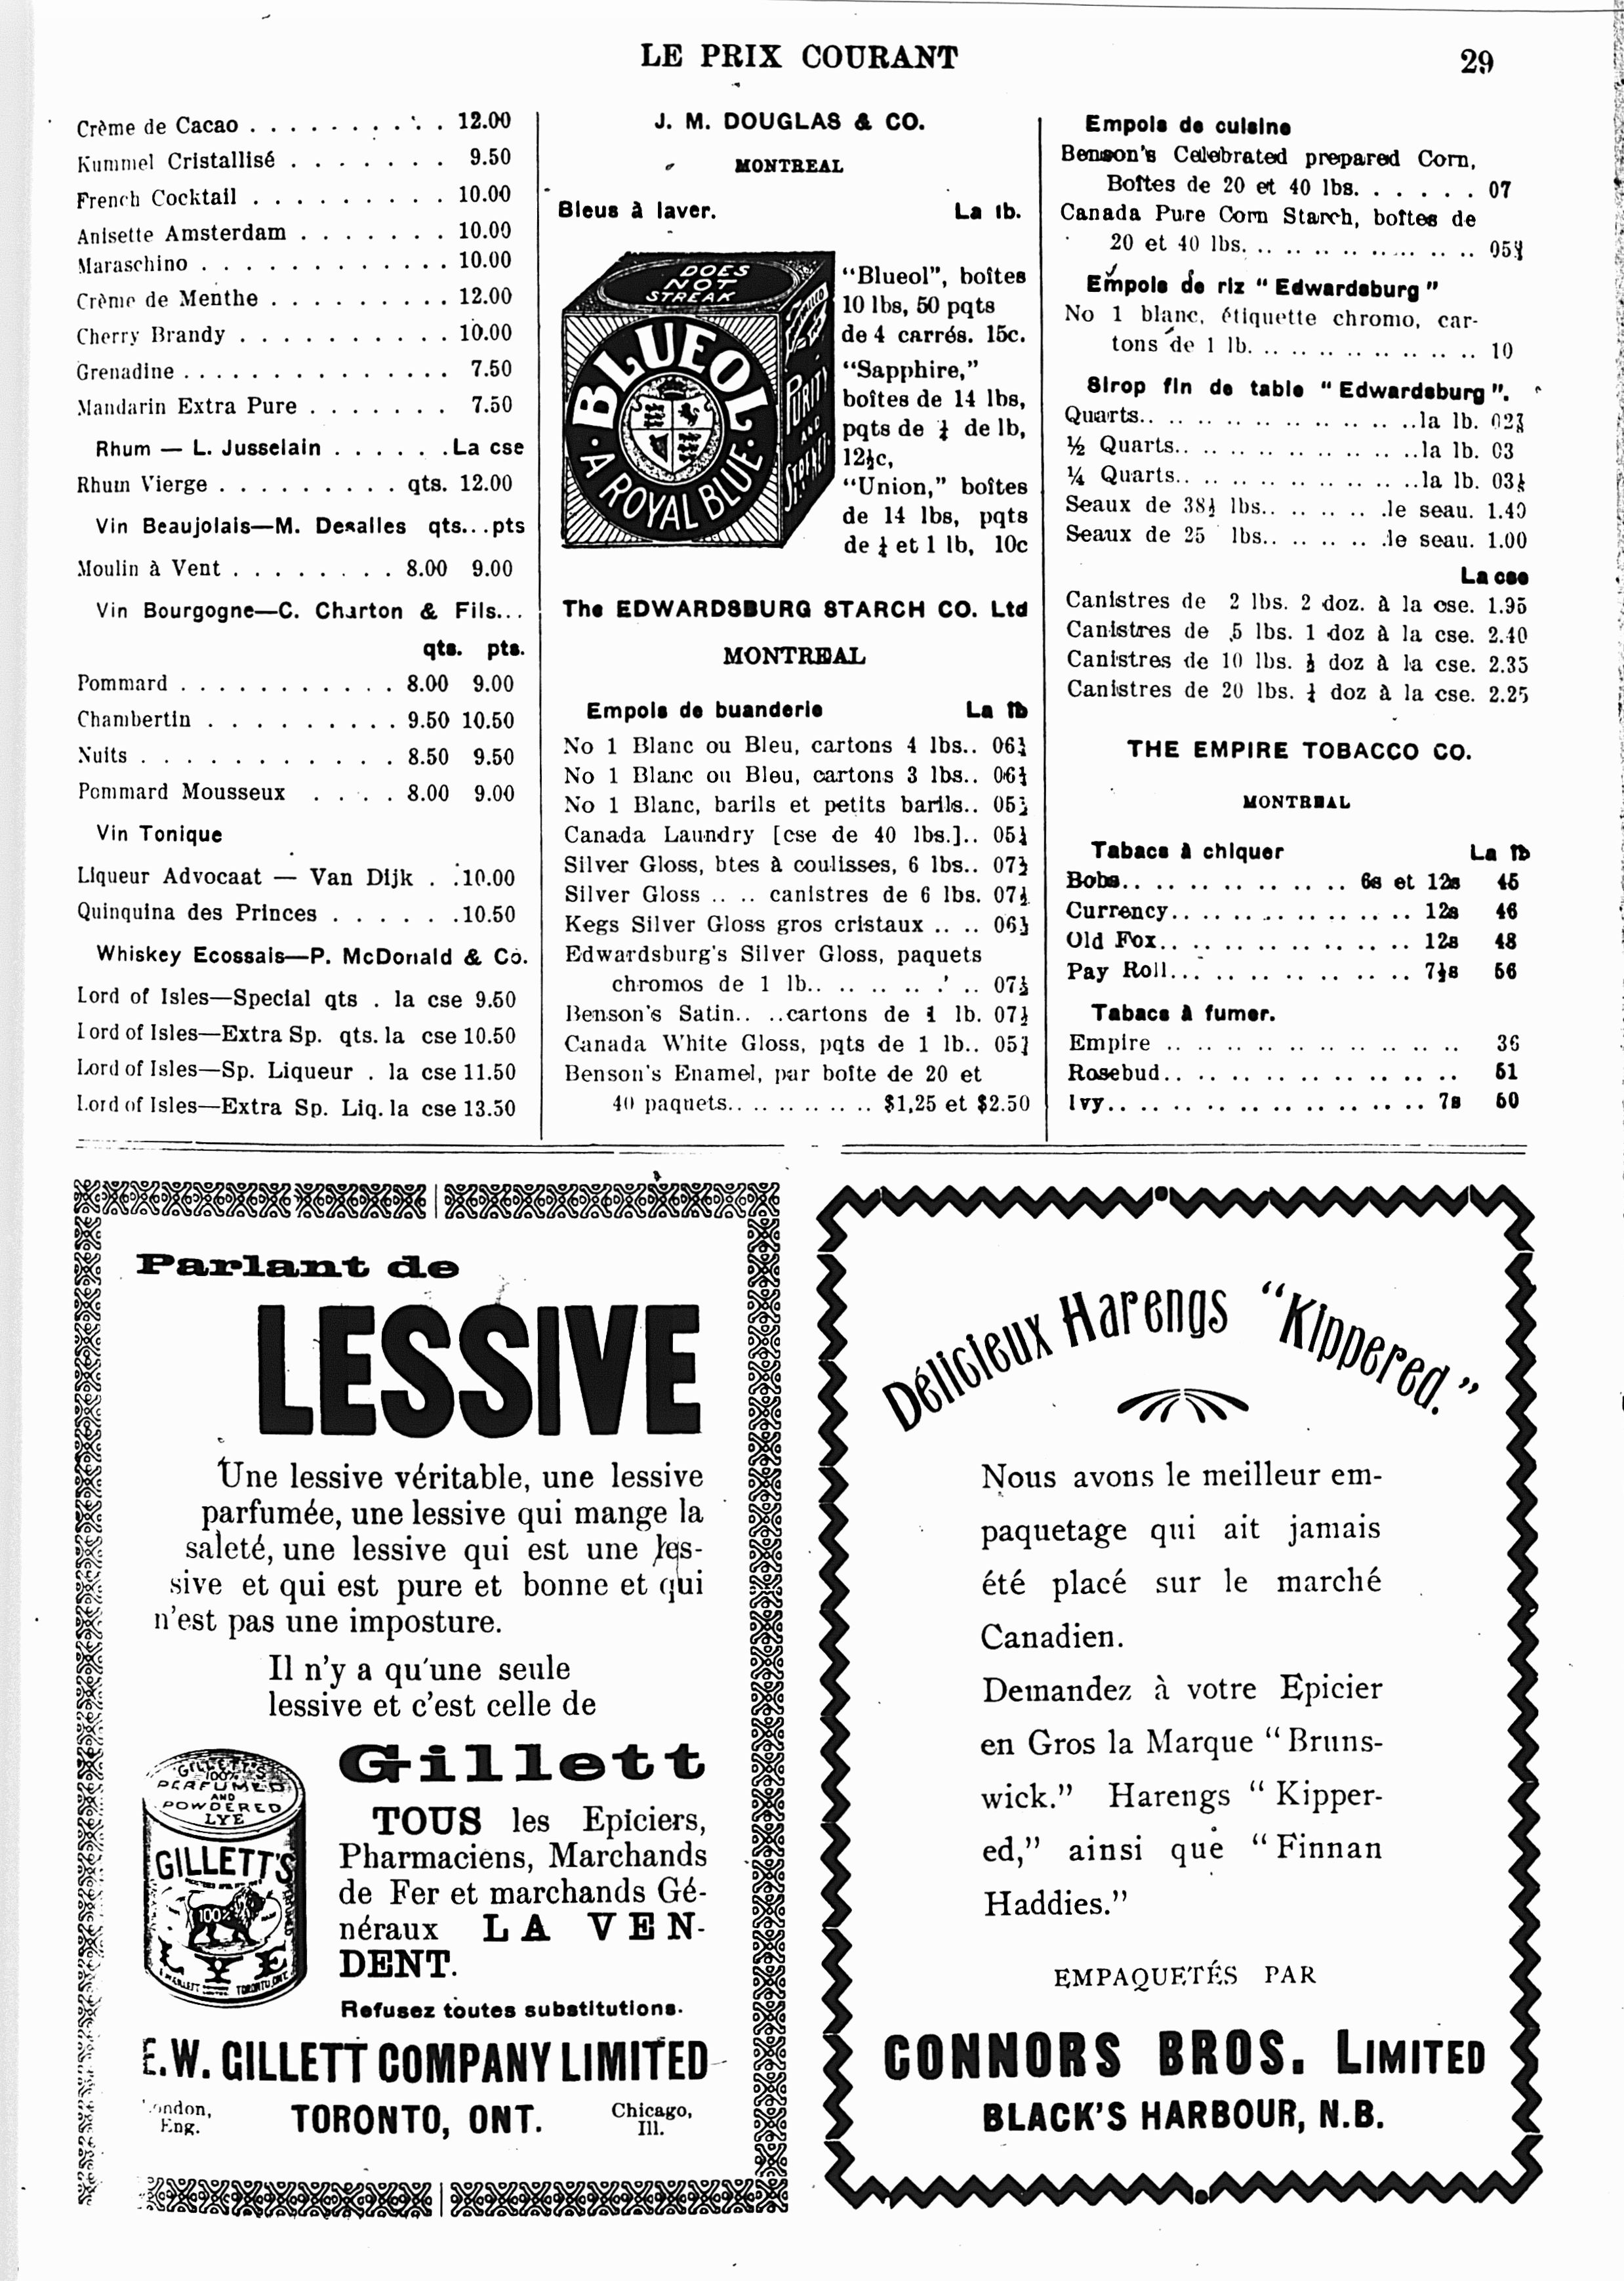 LE PRIX COURANT
29
Crème de Cacao . . . . . . . . . . . 12.00
Kummel Cristallisé . . . . . . . 9.50
French Cocktail . . . . . . . . . 10.00
Anisette Amsterdam . . . . . . . 10.00
Maraschino . . . . . . . . . . . . 10.00
Crème de Menthe . . . . . . . . . 12.00
Cherry Brandy . . . . . . . . . . 10.00
Grenadine . . . . . . . . . . . . . 7.50
Mandarin Extra Pure . . . . . . . 7.50
Rhum — L. Jusselain . . . . . . La cse
Rhum Vierge . . . . . . . . . qts. 12.00
Vin Beaujolais—M. Desalles qts...pts
Moulin à Vent . . . . . . . . 8.00 9.00
Vin Bourgogne—C. Charton & Fils...
qts. pts.
Pommard . . . . . . . . . . . 8.00 9.00
Chambertin . . . . . . . . . 9.50 10.50
Nuits . . . . . . . . . . . . 8.50 9.50
Pommard Mousseux . . . . 8.00 9.00
Vin Tonique
Liqueur Advocaat — Van Dijk . . 10.00
Quinquina des Princes . . . . . . 10.50
Whiskey Ecossais—P. McDonald & Co.
Lord of Isles—Special qts . la cse 9.50
Lord of Isles—Extra Sp. qts. la cse 10.50
Lord of Isles—Sp. Liqueur . la cse 11.50
Lord of Isles—Extra Sp. Liq. la cse 13.50
J. M. DOUGLAS & CO.
MONTREAL
Bleus à laver. La lb.
DOES
NOT
STREAK
BLUEOL
A ROYAL BLUE
PURITY
AND
STRENGTH
“Blueol”, boîtes
10 lbs, 50 pqts
de 4 carrés. 15c.
“Sapphire,”
boîtes de 14 lbs,
pqts de ¼ de lb,
12½c,
“Union,” boîtes
de 14 lbs, pqts
de ¼ et 1 lb, 10c
The EDWARDSBURG STARCH CO. Ltd
MONTREAL
Empois de buanderie La lb
No 1 Blanc ou Bleu, cartons 4 lbs..
No 1 Blanc ou Bleu, cartons 3 lbs..
No 1 Blanc, barils et petits barils..
Canada Laundry [cse de 40 lbs.]..
Silver Gloss, btes à coulisses, 6 lbs..
Silver Gloss .. .. canistres de 6 lbs.
Kegs Silver Gloss gros cristaux .. ..
Edwardsburg's Silver Gloss, paquets
chromos de 1 lb.. .. .. .. .. ..
Benson's Satin.. ..cartons de 1 lb.
Canada White Gloss, pqts de 1 lb..
Benson's Enamel, par boîte de 20 et
40 paquets.. .. .. .. .. .. $1,25 et $2.50
Empois de cuisine
Benson's Celebrated prepared Corn,
Boîtes de 20 et 40 lbs. . . . . . 07
Canada Pure Corn Starch, boîtes de
20 et 40 lbs. .. .. .. .. .. .. .. ..
Empois de riz “ Edwardsburg ”
No 1 blanc, étiquette chromo, car-
tons de 1 lb. .. .. .. .. .. .. .. 10
Sirop fin de table “ Edwardsburg ”.
Quarts.. .. .. .. .. .. .. .. ..la lb.
½ Quarts.. .. .. .. .. .. .. ..la lb. 03
¼ Quarts.. .. .. .. .. .. .. ..la lb.
Seaux de 38½ lbs.. .. .. .. .le seau. 1.40
Seaux de 25 lbs.. .. .. .. .le seau. 1.00
La cse
Canistres de 2 lbs. 2 doz. à la cse. 1.95
Canistres de 5 lbs. 1 doz à la cse. 2.40
Canistres de 10 lbs. ½ doz à la cse. 2.35
Canistres de 20 lbs. ¼ doz à la cse. 2.25
THE EMPIRE TOBACCO CO.
MONTREAL
Tabacs à chiquer La lb
Bobs.. .. .. .. .. .. .. 6s et 12s 45
Currency.. .. .. .. .. .. .. .. 12s 46
Old Fox.. .. .. .. .. .. .. .. 12s 48
Pay Roll.. .. .. .. .. .. .. .. 7½s 56
Tabacs à fumer.
Empire .. .. .. .. .. .. .. .. .. 36
Rosebud.. .. .. .. .. .. .. .. .. 51
Ivy.. .. .. .. .. .. .. .. .. .. 7s 50
Parlant de
LESSIVE
Une lessive véritable, une lessive
parfumée, une lessive qui mange la
saleté, une lessive qui est une les-
sive et qui est pure et bonne et qui
n'est pas une imposture.
Il n'y a qu'une seule
lessive et c'est celle de
Gillett
GILLETT'S
100%
PERFUMED
AND
POWDERED
LYE
GILLETT'S
100%
LYE
TORONTO, ONT.
TOUS les Epiciers,
Pharmaciens, Marchands
de Fer et marchands Gé-
néraux LA VEN-
DENT.
Refusez toutes substitutions.
E.W. GILLETT COMPANY LIMITED
London,
Eng.
TORONTO, ONT.
Chicago,
Ill.
Délicieux Harengs “Kippered.”
Nous avons le meilleur em-
paquetage qui ait jamais
été placé sur le marché
Canadien.
Demandez à votre Epicier
en Gros la Marque “ Bruns-
wick.” Harengs “ Kipper-
ed,” ainsi que “ Finnan
Haddies.”
EMPAQUETÉS PAR
CONNORS BROS. LIMITED
BLACK'S HARBOUR, N.B.